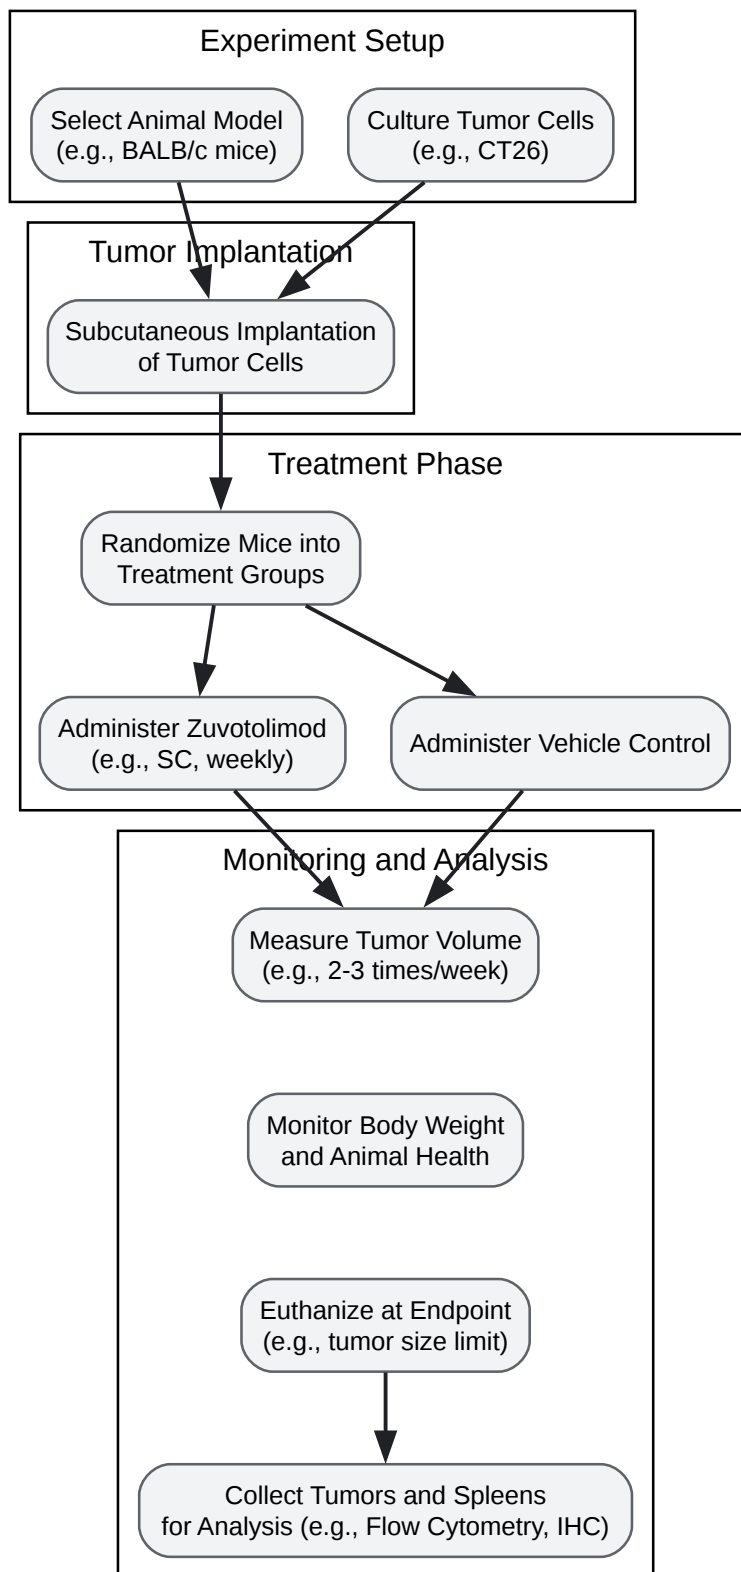 Experiment Setup
Select Animal Model
(e.g., BALB/c mice)
Culture Tumor Cells
(e.g., CT26)
Tumor Implantation
Subcutaneous Implantation
of Tumor Cells
Treatment Phase
Randomize Mice into
Treatment Groups
Administer Zuvotolimod
(e.g., SC, weekly)
Administer Vehicle Control
Monitoring and Analysis
Measure Tumor Volume
(e.g., 2-3 times/week)
Monitor Body Weight
and Animal Health
Euthanize at Endpoint
(e.g., tumor size limit)
Collect Tumors and Spleens
for Analysis (e.g., Flow Cytometry, IHC)